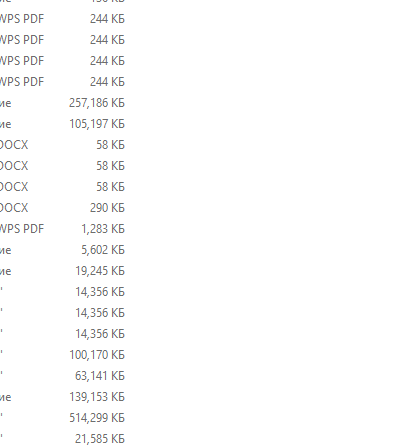 WPS PDF 244 КБ
WPS PDF 244 КБ
WPS PDF 244 КБ
WPS PDF 244 КБ
ие 257,186 КБ
ие 105,197 КБ
DOCX 58 КБ
DOCX 58 КБ
DOCX 58 КБ
DOCX 290 КБ
WPS PDF 1,283 КБ
ие 5,602 КБ
ие 19,245 КБ
" 14,356 КБ
" 14,356 КБ
" 14,356 КБ
" 100,170 КБ
" 63,141 КБ
ие 139,153 КБ
" 514,299 КБ
" 21,585 КБ